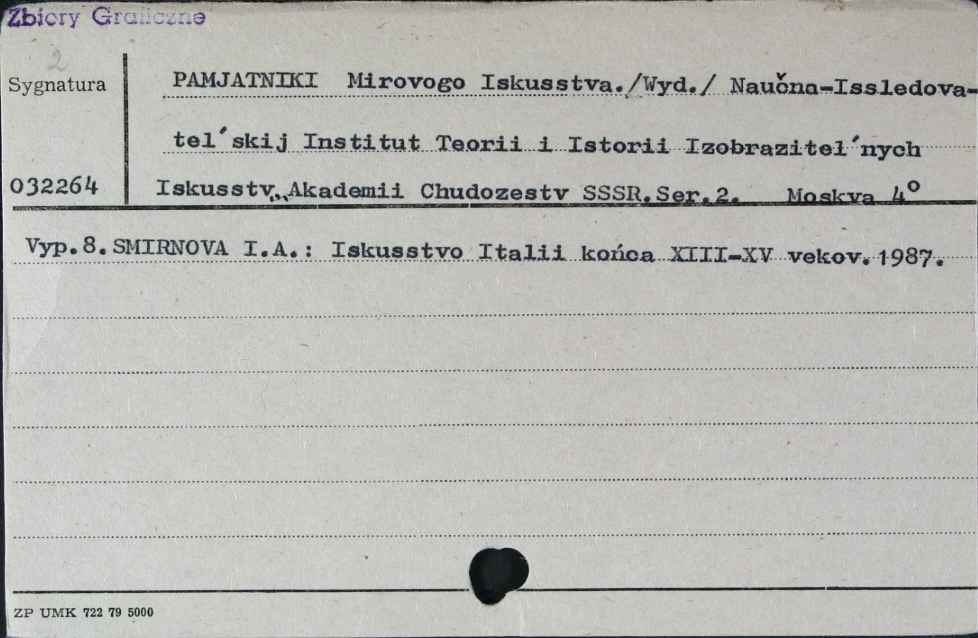 Zbiory Graficzne
2
Sygnatura
PAMJATNIKI Mirovogo Iskusstva./Wyd./ Naučno-Issledova-
tel´skij Institut Teorii i Istorii Izobrazitel´nych
032264
Iskusstv,,Akademii Chudozestv SSSR.Ser.2. Moskva 4°
Vyp.8.SMIRNOVA I.A.: Iskusstvo Italii końca XIII-XV vekov.1987.
ZP UMK 722 79 5000